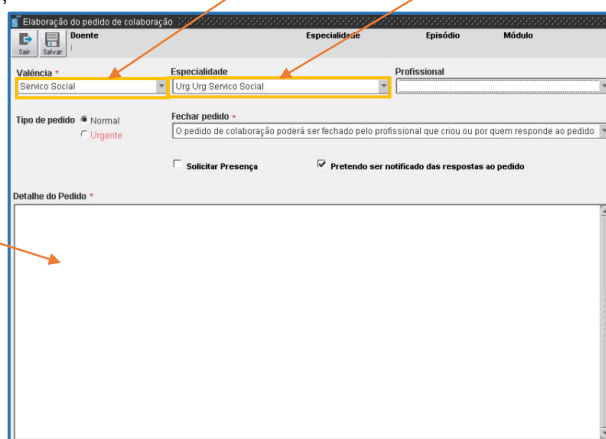 Elaboração do pedido de colaboração
Sair Salvar Doente Especialidade Episódio Módulo
Valência * Especialidade Profissional
Servico Social Urg Urg Servico Social
Tipo de pedido Normal Fechar pedido *
Urgente O pedido de colaboração poderá ser fechado pelo profissional que criou ou por quem responde ao pedido
Solicitar Presença Pretendo ser notificado das respostas ao pedido
Detalhe do Pedido *